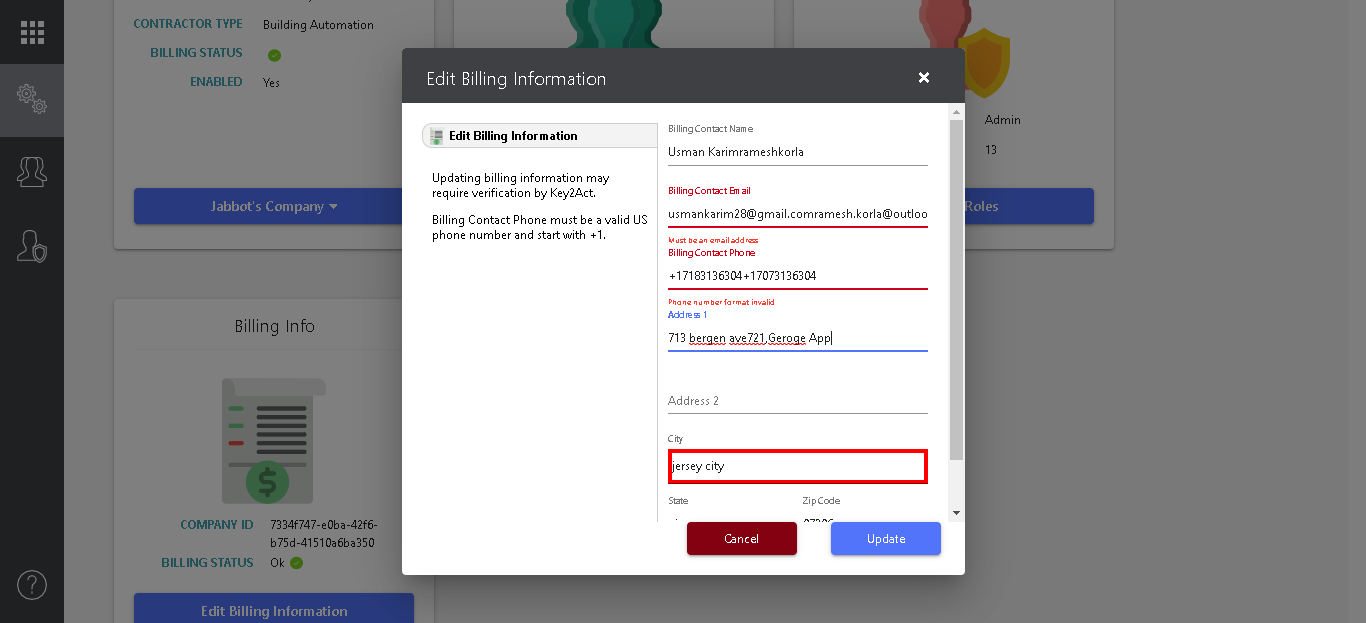 CONTRACTOR TYPE Building Automation
BILLING STATUS
ENABLED Yes
Jabbot's Company
Admin
13
Roles
Billing Info
COMPANY ID 7334f747-e0ba-42f6-
b75d-41510a6ba350
BILLING STATUS Ok
Edit Billing Information
Edit Billing Information
Edit Billing Information
Updating billing information may
require verification by Key2Act.
Billing Contact Phone must be a valid US
phone number and start with +1.
Billing Contact Name
Usman Karimrameshkorla
Billing Contact Email
usmankarim28@gmail.comramesh.korla@outloo
Must be an email address
Billing Contact Phone
+17183136304+17073136304
Phone number format invalid
Address 1
713 bergen ave721,Geroge App
Address 2
City
jersey city
State Zip Code
Cancel Update